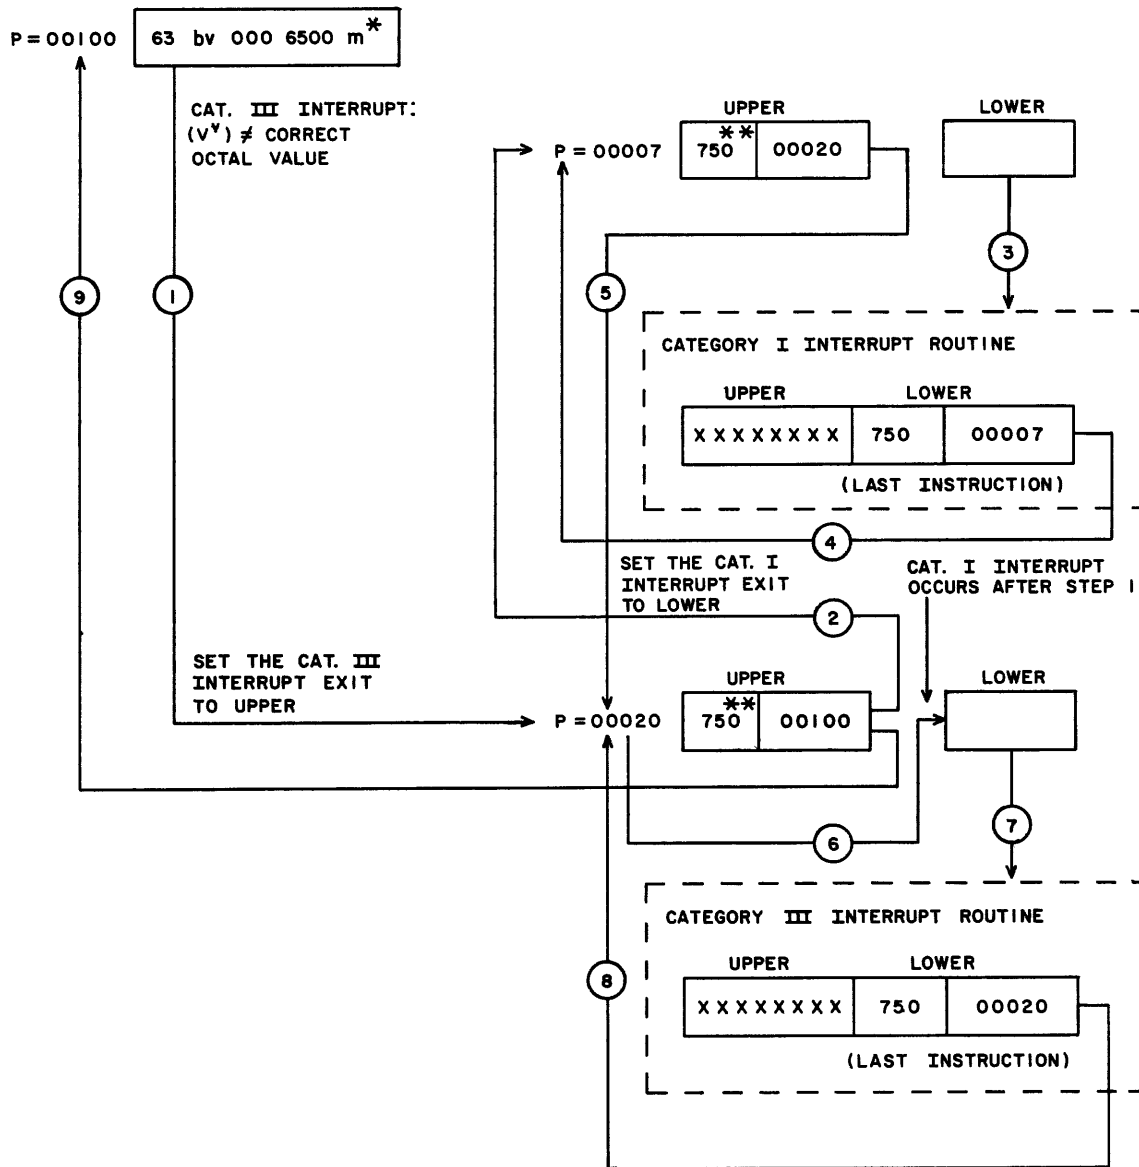 P=00100 63 bv 000 6500 m*
CAT. III INTERRUPT:
(Vᵛ) ≠ CORRECT
OCTAL VALUE
UPPER LOWER
P=00007 750** 00020
3
9 1 5
CATEGORY I INTERRUPT ROUTINE
UPPER LOWER
XXXXXXXX 750 00007
(LAST INSTRUCTION)
4
SET THE CAT. I
INTERRUPT EXIT
TO LOWER
CAT. I INTERRUPT
OCCURS AFTER STEP I
2
SET THE CAT. III
INTERRUPT EXIT
TO UPPER
UPPER LOWER
P=00020 750** 00100
6 7
CATEGORY III INTERRUPT ROUTINE
UPPER LOWER
8
XXXXXXXX 750 00020
(LAST INSTRUCTION)